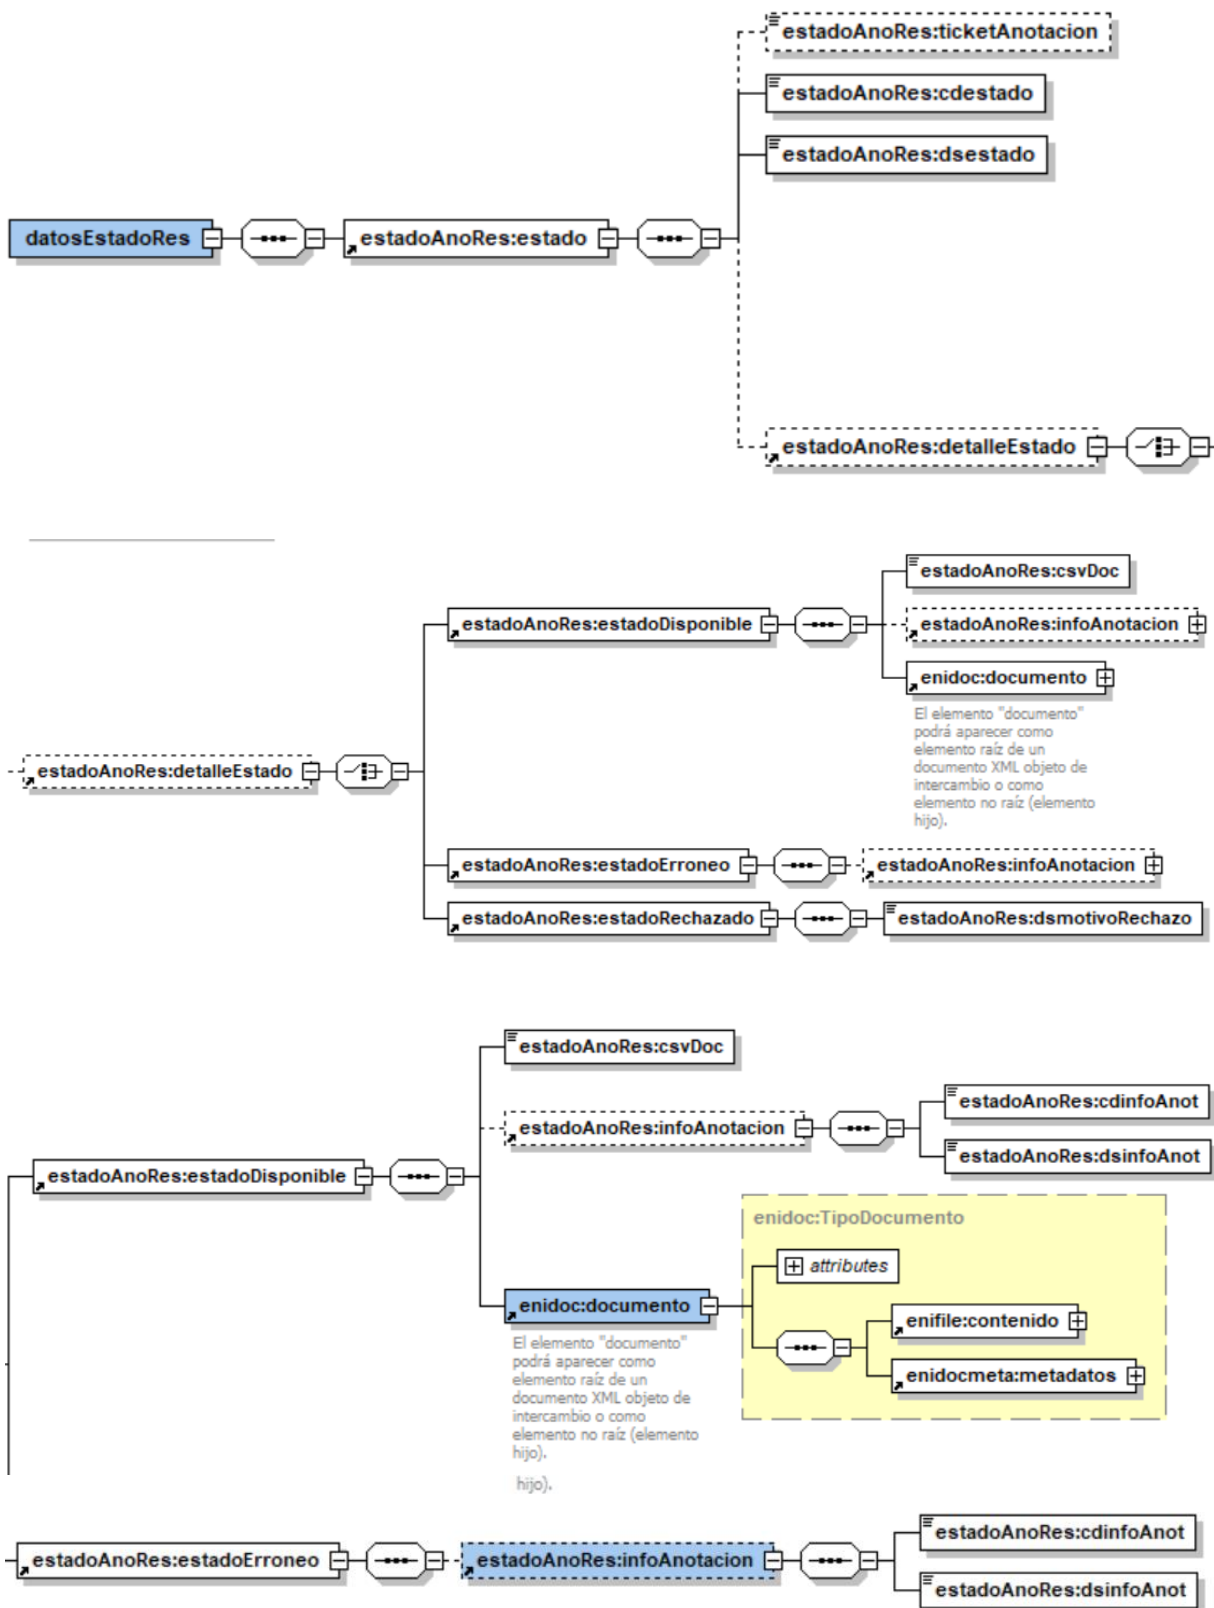 estadoAnoRes:ticketAnotacion
estadoAnoRes:cdestado
estadoAnoRes:dsestado
datosEstadoRes
estadoAnoRes:estado
estadoAnoRes:detalleEstado
estadoAnoRes:csvDoc
estadoAnoRes:estadoDisponible
estadoAnoRes:infoAnotacion
enidoc:documento
El elemento "documento"
podrá aparecer como
elemento raíz de un
documento XML objeto de
intercambio o como
elemento no raíz (elemento
hijo).
estadoAnoRes:detalleEstado
estadoAnoRes:estadoErroneo
estadoAnoRes:infoAnotacion
estadoAnoRes:estadoRechazado
estadoAnoRes:dsmotivoRechazo
estadoAnoRes:csvDoc
estadoAnoRes:cdinfoAnot
estadoAnoRes:infoAnotacion
estadoAnoRes:dsinfoAnot
estadoAnoRes:estadoDisponible
enidoc:TipoDocumento
attributes
enidoc:documento
enifile:contenido
El elemento "documento"
podrá aparecer como
elemento raíz de un
documento XML objeto de
intercambio o como
elemento no raíz (elemento
hijo).
enidocmeta:metadatos
hijo).
estadoAnoRes:cdinfoAnot
estadoAnoRes:estadoErroneo
estadoAnoRes:infoAnotacion
estadoAnoRes:dsinfoAnot